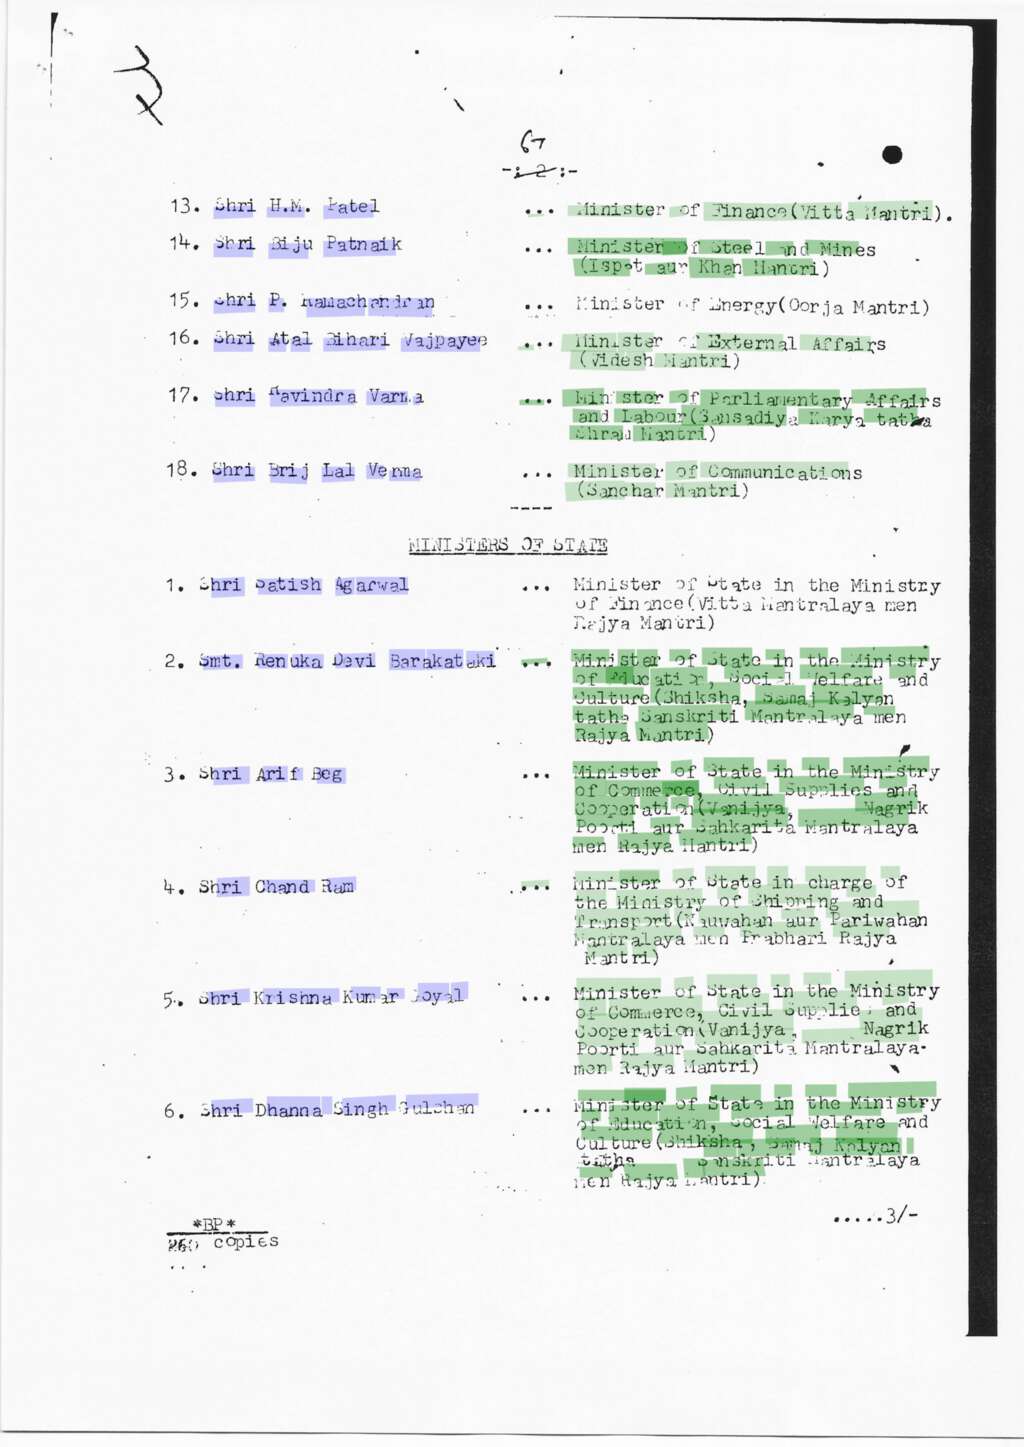 67
-: 2 :-
13. Shri H.M. Patel ... Minister of Finance(Vitta Mantri).
14. Shri Biju Patnaik ... Minister of Steel and Mines
(Ispat aur Khan Mantri)
15. Shri P. Ramachandran ... Minister of Energy(Oorja Mantri)
16. Shri Atal Bihari Vajpayee ... Minister of External Affairs
(Videsh Mantri)
17. Shri Ravindra Varma ... Minister of Parliamentary Affairs
and Labour(Sansadiya Karya tatha
Shram Mantri)
18. Shri Brij Lal Verma ... Minister of Communications
(Sanchar Mantri)
----
MINISTERS OF STATE
1. Shri Satish Agarwal ... Minister of State in the Ministry
of Finance(Vitta Mantralaya men
Rajya Mantri)
2. Smt. Renuka Devi Barakataki ... Minister of State in the Ministry
of Education, Social Welfare and
Culture(Shiksha, Samaj Kalyan
tatha Sanskriti Mantralaya men
Rajya Mantri)
3. Shri Arif Beg ... Minister of State in the Ministry
of Commerce, Civil Supplies and
Cooperation(Vanijya, Nagrik
Poorti aur Sahkarita Mantralaya
men Rajya Mantri)
4. Shri Chand Ram ... Minister of State in charge of
the Ministry of Shipping and
Transport(Nauvahan aur Pariwahan
Mantralaya men Prabhari Rajya
Mantri)
5. Shri Krishna Kumar Goyal ... Minister of State in the Ministry
of Commerce, Civil Supplies and
Cooperation(Vanijya, Nagrik
Poorti aur Sahkarita Mantralaya-
men Rajya Mantri)
6. Shri Dhanna Singh Gulshan ... Minister of State in the Ministry
of Education, Social Welfare and
Culture(Shiksha, Samaj Kalyan
tatha Sanskriti Mantralaya
men Rajya Mantri)
.....3/-
*BP*
260 copies
....